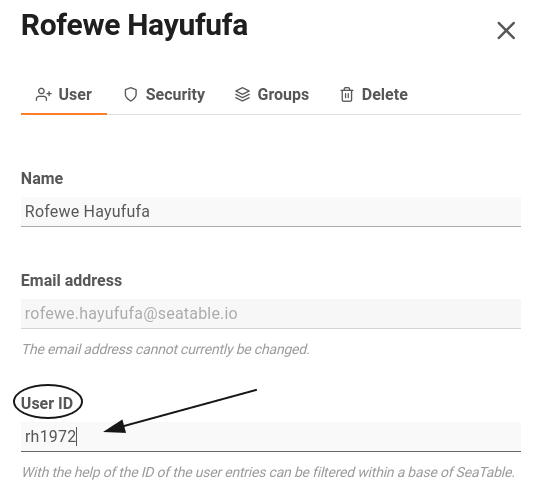 Rofewe Hayufufa
User Security Groups Delete
Name
Rofewe Hayufufa
Email address
rofewe.hayufufa@seatable.io
The email address cannot currently be changed.
User ID
rh1972
With the help of the ID of the user entries can be filtered within a base of SeaTable.